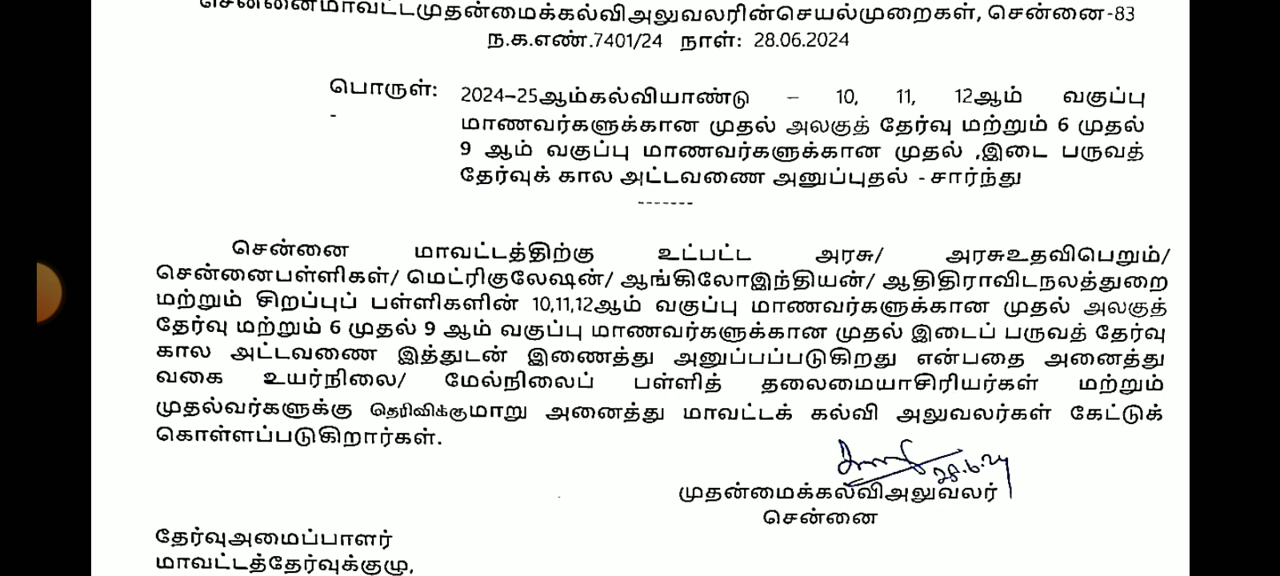 சென்னைமாவட்டமுதன்மைக்கல்விஅலுவலரின்செயல்முறைகள், சென்னை-83
ந.க.எண்.7401/24 நாள்: 28.06.2024
பொருள்: 2024–25ஆம்கல்வியாண்டு – 10, 11, 12ஆம் வகுப்பு
- மாணவர்களுக்கான முதல் அலகுத் தேர்வு மற்றும் 6 முதல்
9 ஆம் வகுப்பு மாணவர்களுக்கான முதல் ,இடை பருவத்
தேர்வுக் கால அட்டவணை அனுப்புதல் - சார்ந்து
-------
சென்னை மாவட்டத்திற்கு உட்பட்ட அரசு/ அரசுஉதவிபெறும்/
சென்னைபள்ளிகள்/ மெட்ரிகுலேஷன்/ ஆங்கிலோஇந்தியன்/ ஆதிதிராவிடநலத்துறை
மற்றும் சிறப்புப் பள்ளிகளின் 10,11,12ஆம் வகுப்பு மாணவர்களுக்கான முதல் அலகுத்
தேர்வு மற்றும் 6 முதல் 9 ஆம் வகுப்பு மாணவர்களுக்கான முதல் இடைப் பருவத் தேர்வு
கால அட்டவணை இத்துடன் இணைத்து அனுப்பப்படுகிறது என்பதை அனைத்து
வகை உயர்நிலை/ மேல்நிலைப் பள்ளித் தலைமையாசிரியர்கள் மற்றும்
முதல்வர்களுக்கு தெரிவிக்குமாறு அனைத்து மாவட்டக் கல்வி அலுவலர்கள் கேட்டுக்
கொள்ளப்படுகிறார்கள்.
28.6.24
முதன்மைக்கல்விஅலுவலர்
சென்னை
தேர்வுஅமைப்பாளர்
மாவட்டத்தேர்வுக்குழு,